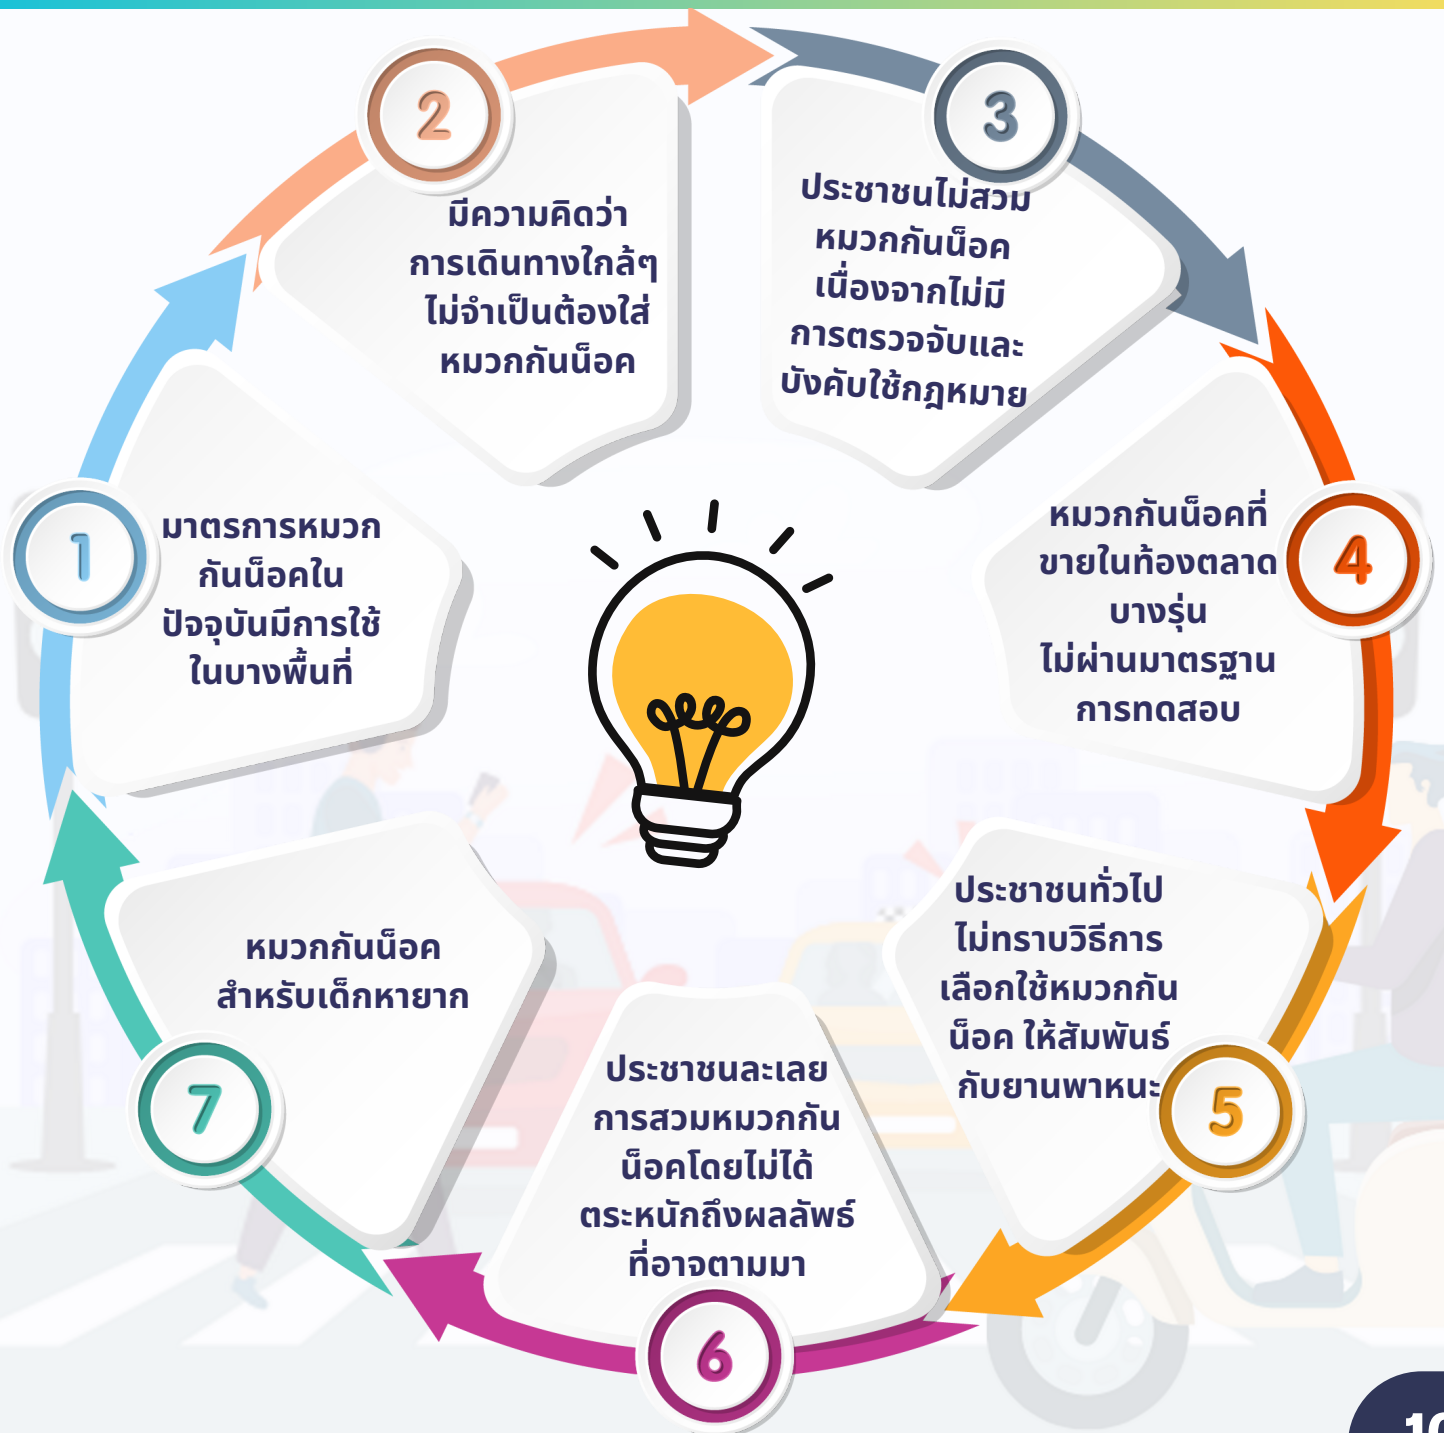 1
มาตรการหมวก
กันน็อคใน
ปัจจุบันมีการใช้
ในบางพื้นที่
2
มีความคิดว่า
การเดินทางใกล้ๆ
ไม่จำเป็นต้องใส่
หมวกกันน็อค
3
ประชาชนไม่สวม
หมวกกันน็อค
เนื่องจากไม่มี
การตรวจจับและ
บังคับใช้กฎหมาย
4
หมวกกันน็อคที่
ขายในท้องตลาด
บางรุ่น
ไม่ผ่านมาตรฐาน
การทดสอบ
5
ประชาชนทั่วไป
ไม่ทราบวิธีการ
เลือกใช้หมวกกัน
น็อค ให้สัมพันธ์
กับยานพาหนะ
6
ประชาชนละเลย
การสวมหมวกกัน
น็อคโดยไม่ได้
ตระหนักถึงผลลัพธ์
ที่อาจตามมา
7
หมวกกันน็อค
สำหรับเด็กหายาก